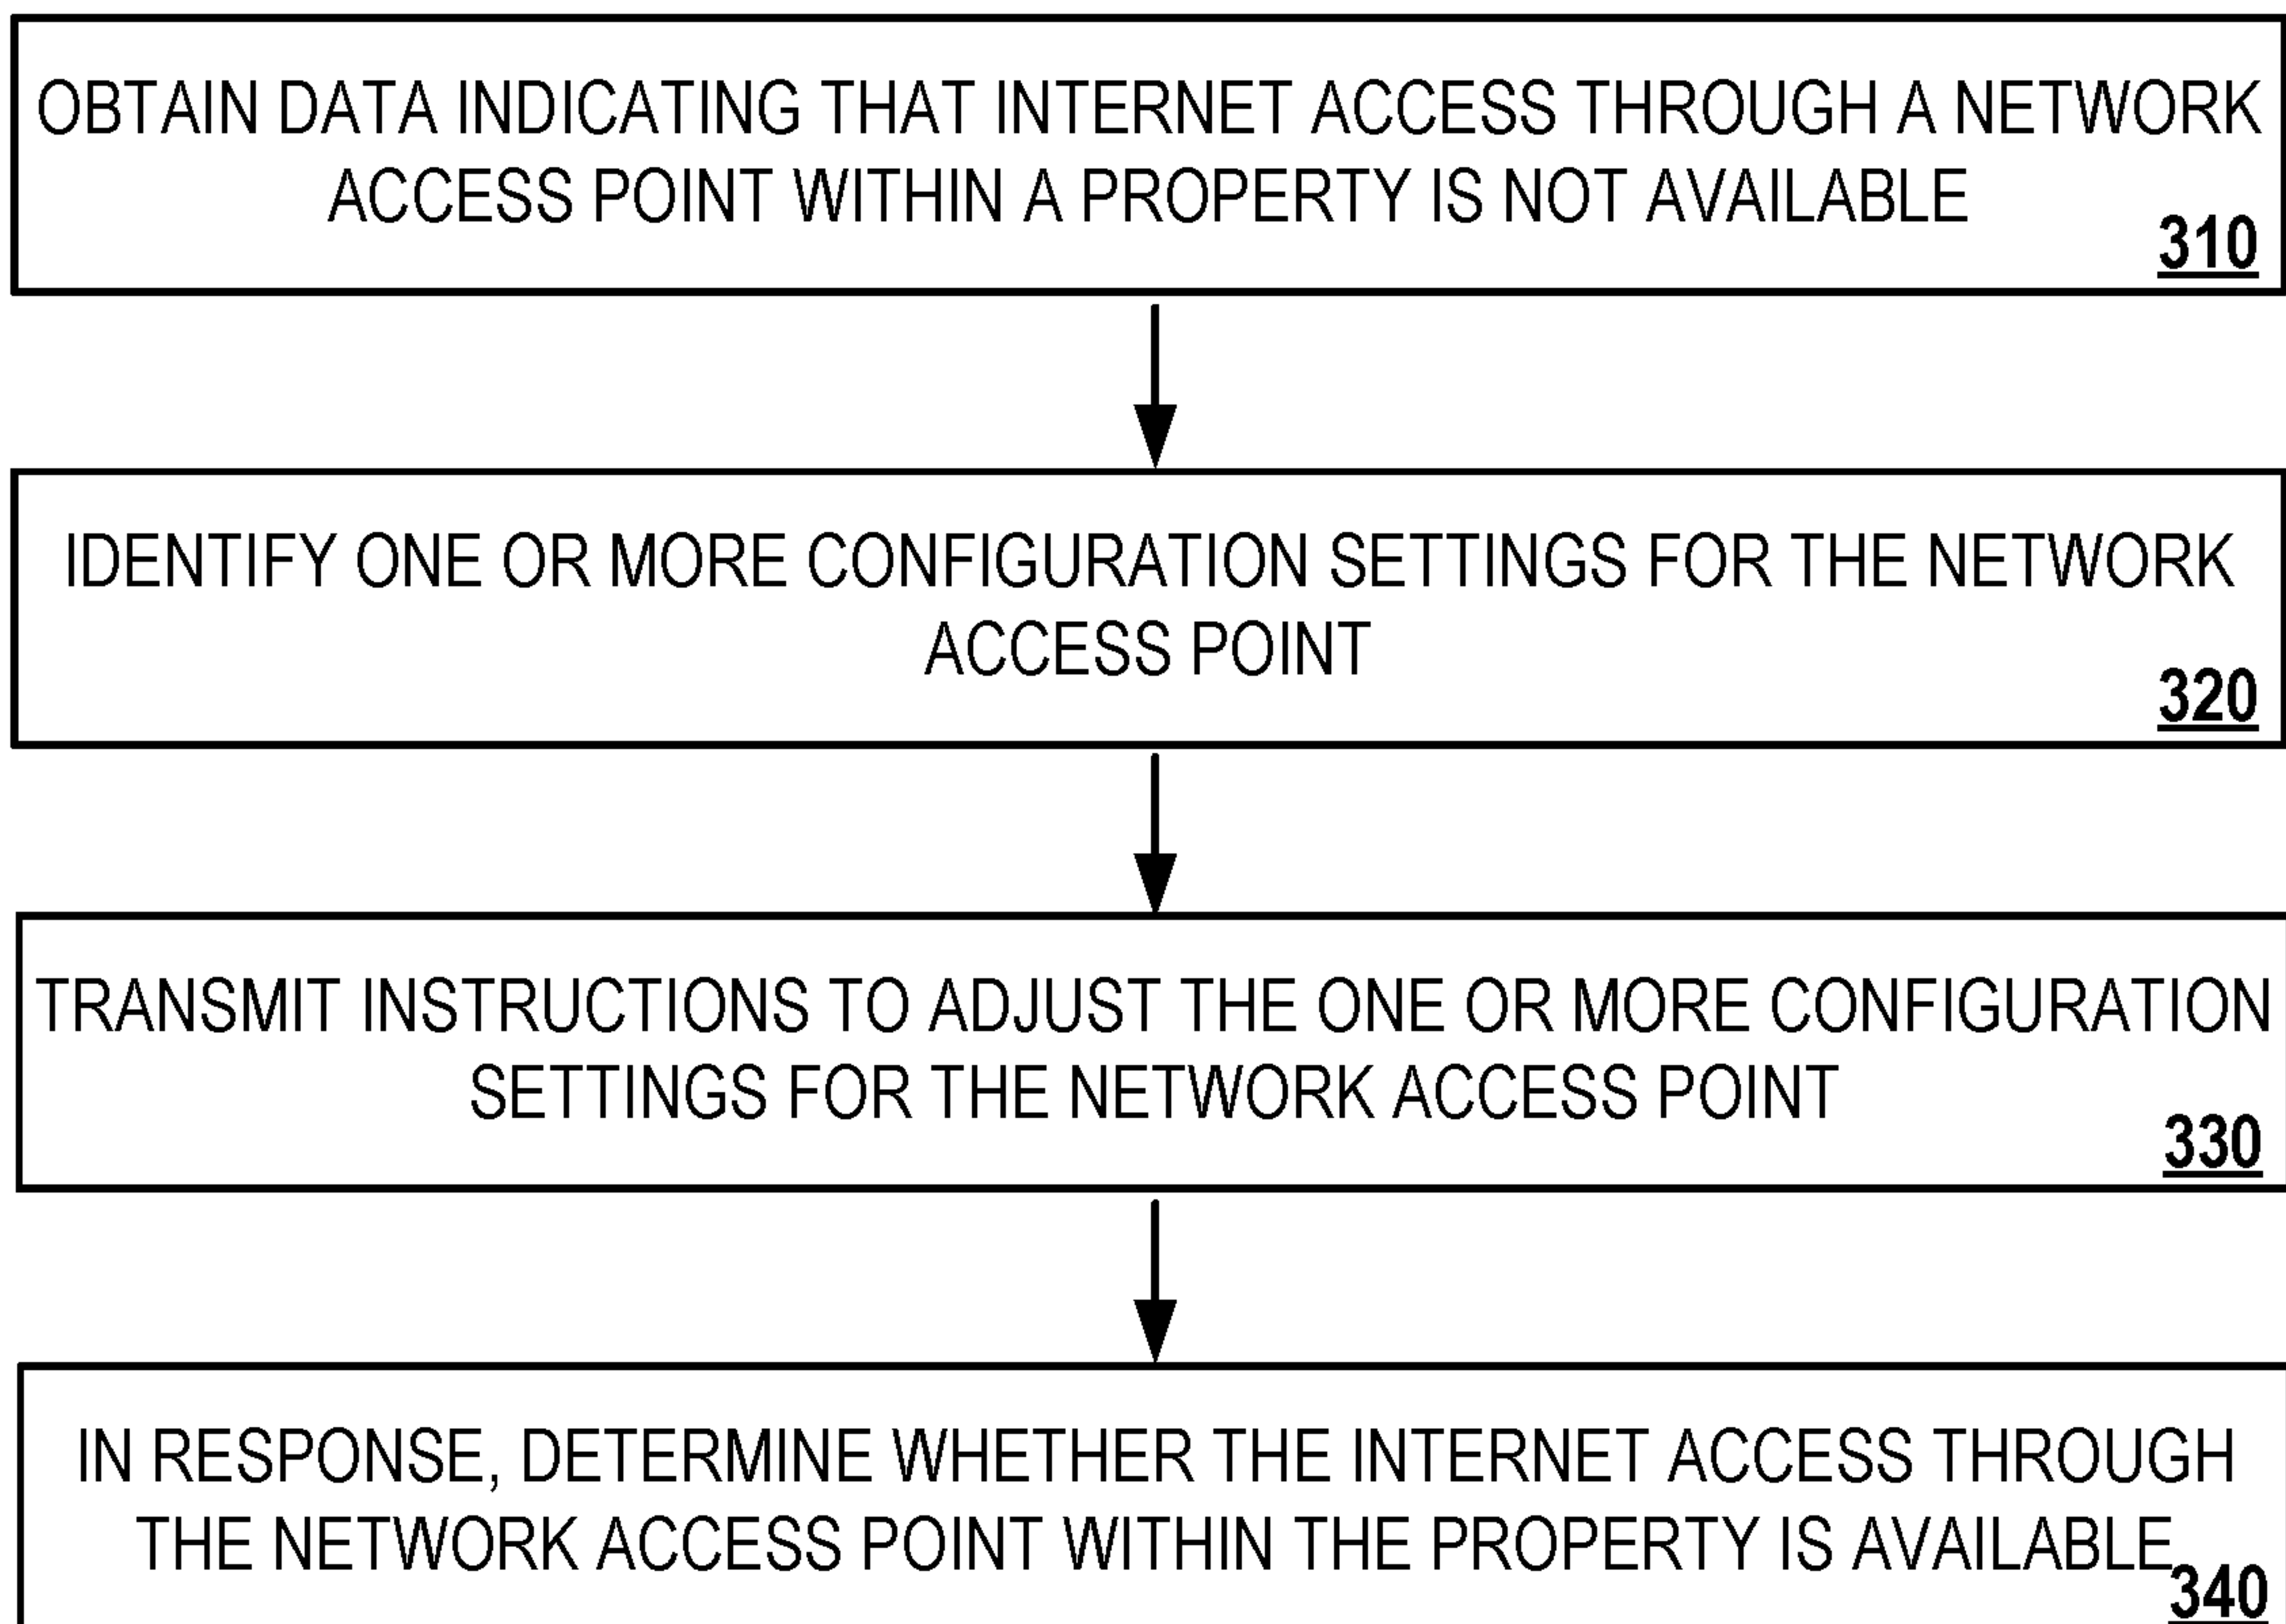 OBTAIN DATA INDICATING THAT INTERNET ACCESS THROUGH A NETWORK
ACCESS POINT WITHIN A PROPERTY IS NOT AVAILABLE
310
IDENTIFY ONE OR MORE CONFIGURATION SETTINGS FOR THE NETWORK
ACCESS POINT
320
TRANSMIT INSTRUCTIONS TO ADJUST THE ONE OR MORE CONFIGURATION
SETTINGS FOR THE NETWORK ACCESS POINT
330
IN RESPONSE, DETERMINE WHETHER THE INTERNET ACCESS THROUGH
THE NETWORK ACCESS POINT WITHIN THE PROPERTY IS AVAILABLE
340